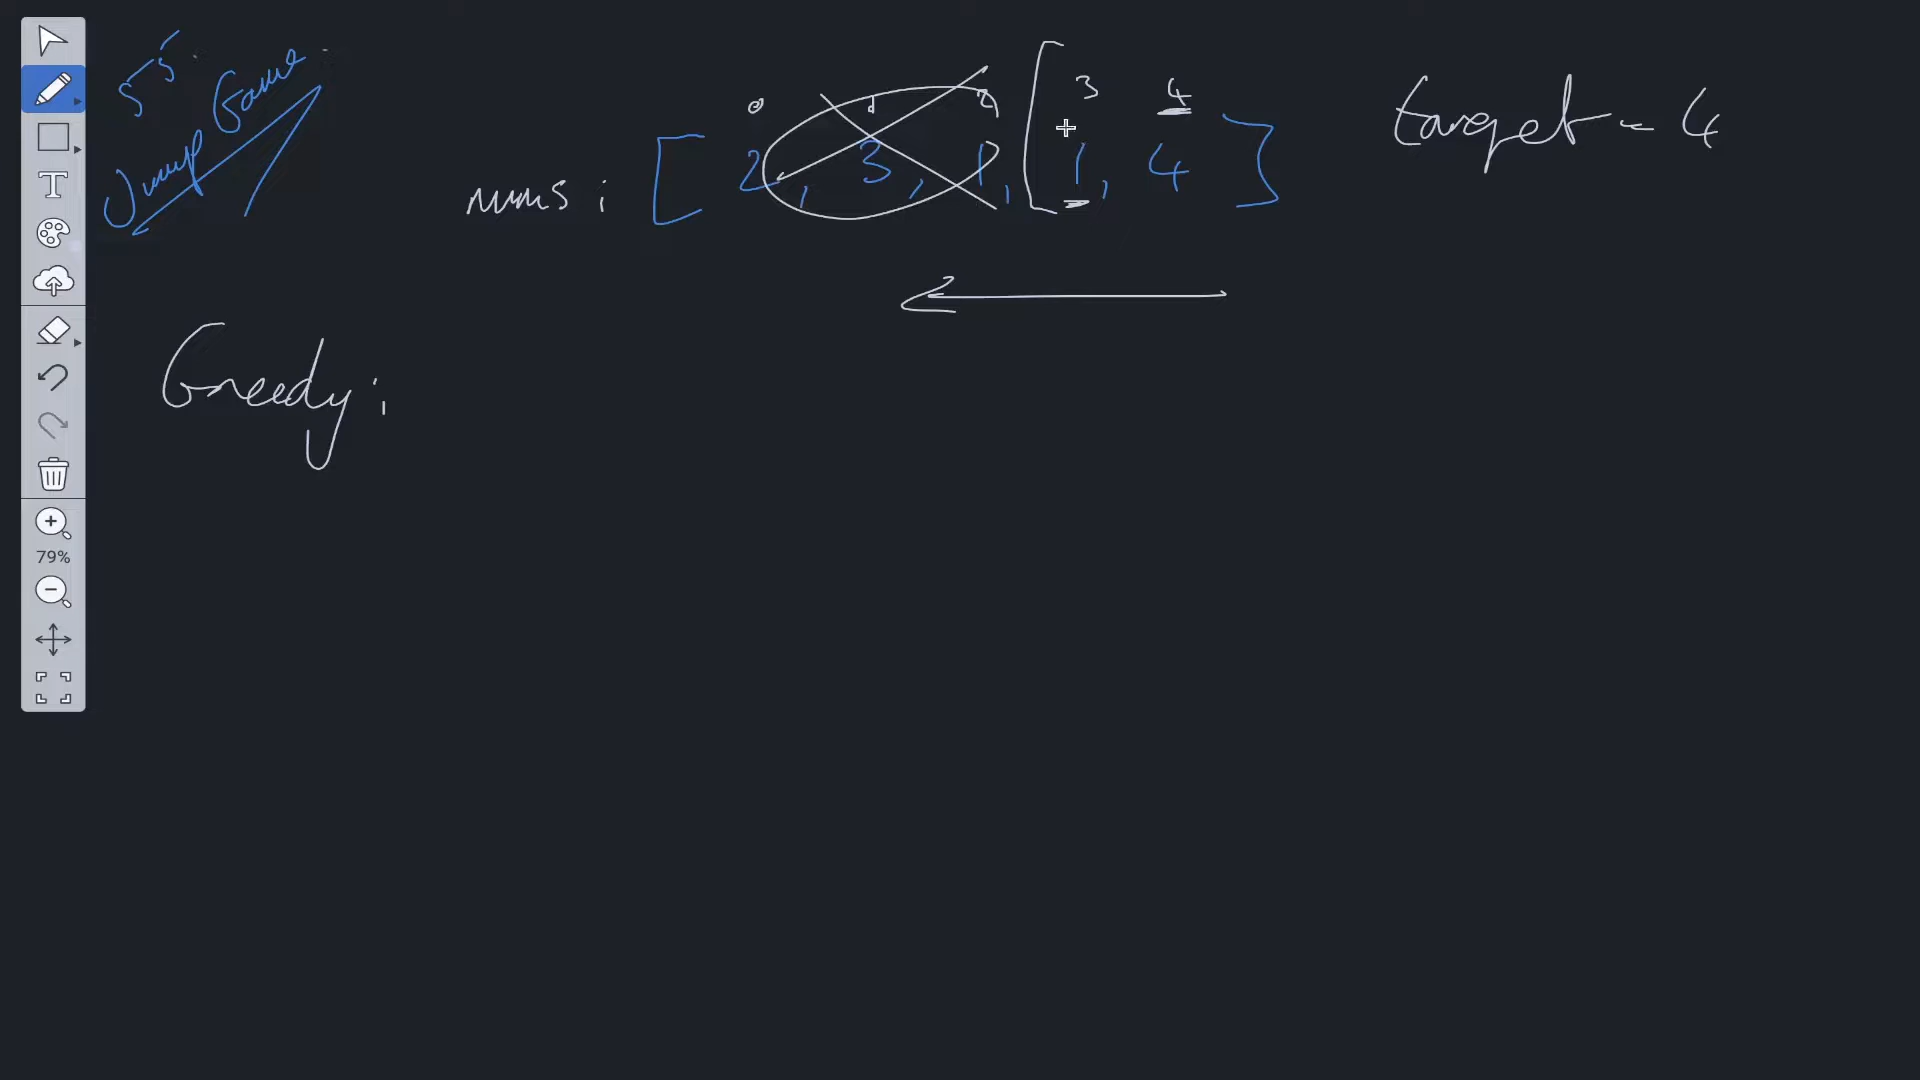 55.
Jump Game
0 1 2 3 4
nums : [ 2, 3, 1, 1, 4 ]
target = 4
Greedy :
79%